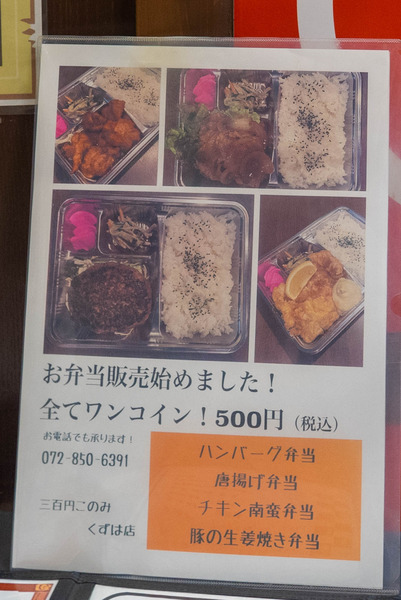 お弁当販売始めました！
全てワンコイン！500円（税込）
お電話でも承ります！
072-850-6391
三百円このみ
くずは店
ハンバーグ弁当
唐揚げ弁当
チキン南蛮弁当
豚の生姜焼き弁当